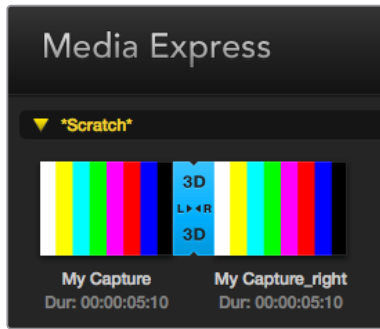 Media Express
*Scratch*
3D
L R
3D
My Capture My Capture_right
Dur: 00:00:05:10 Dur: 00:00:05:10